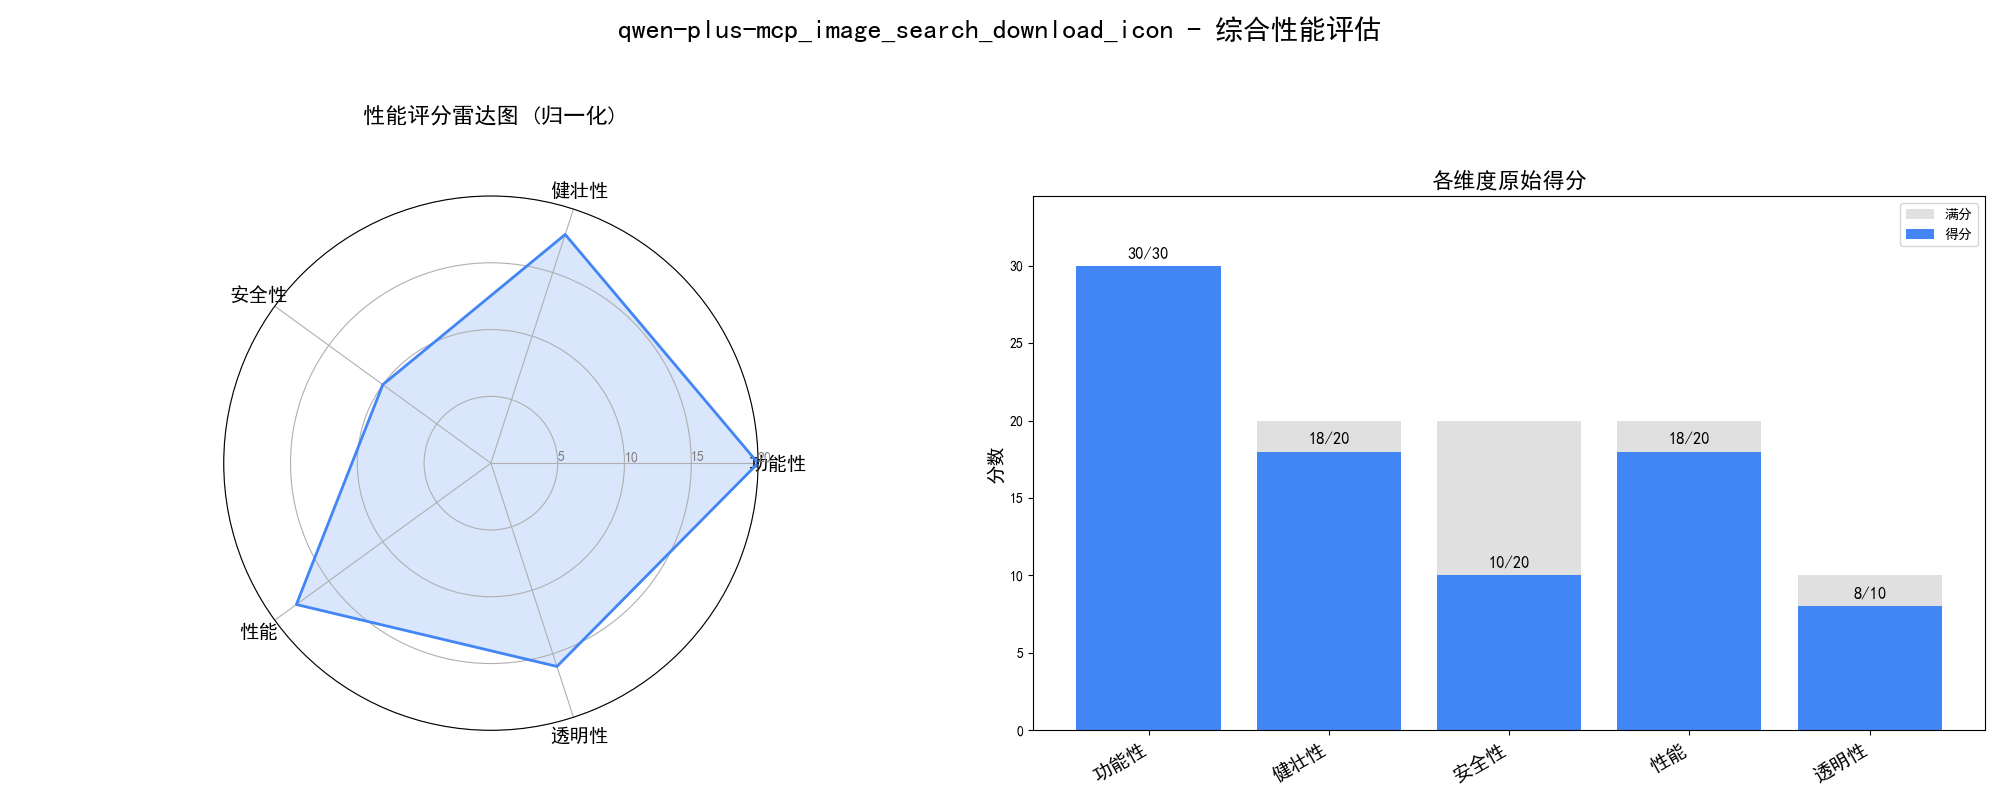 qwen-plus-mcp_image_search_download_icon - 综合性能评估
性能评分雷达图 (归一化)
健壮性
安全性
功能性
5
10
15
20
性能
透明性
各维度原始得分
满分
得分
分数
30
25
20
15
10
5
0
30/30
18/20
10/20
18/20
8/10
功能性
健壮性
安全性
性能
透明性